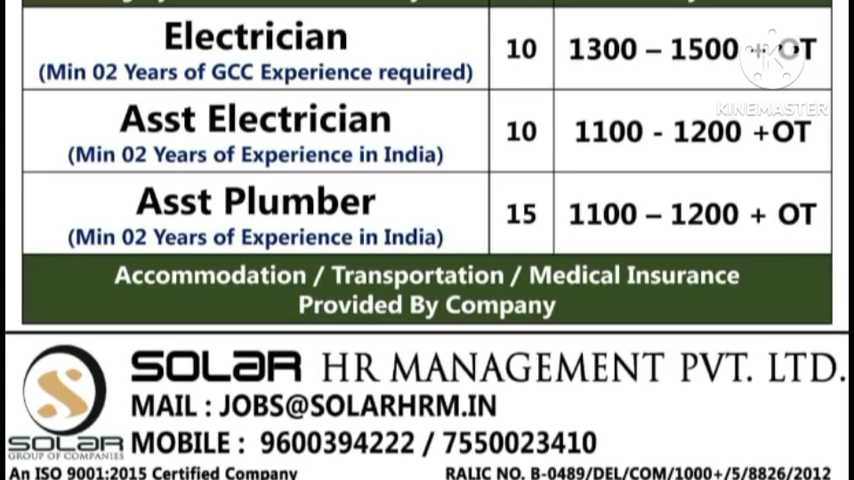 Electrician
(Min 02 Years of GCC Experience required)
10
1300 – 1500 + OT
KINEMASTER
Asst Electrician
(Min 02 Years of Experience in India)
10
1100 - 1200 +OT
Asst Plumber
(Min 02 Years of Experience in India)
15
1100 – 1200 + OT
Accommodation / Transportation / Medical Insurance
Provided By Company
SOLAR HR MANAGEMENT PVT. LTD.
MAIL : JOBS@SOLARHRM.IN
MOBILE : 9600394222 / 7550023410
SOLAR
GROUP OF COMPANIES
An ISO 9001:2015 Certified Company
RALIC NO. B-0489/DEL/COM/1000+/5/8826/2012